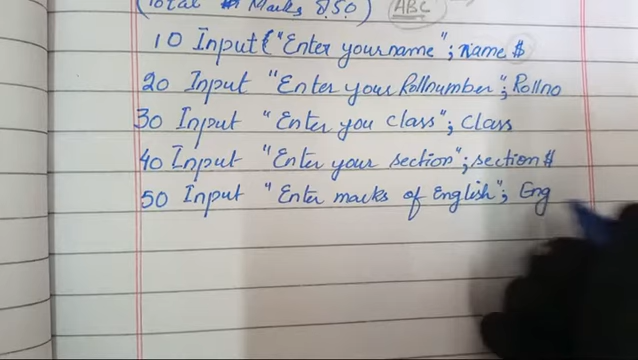 (Total Marks 850) ABC
10 Input ("Enter your name"; Name $
20 Input "Enter your Rollnumber"; Rollno
30 Input "Enter you class"; Class
40 Input "Enter your section"; section$
50 Input "Enter marks of English"; Eng